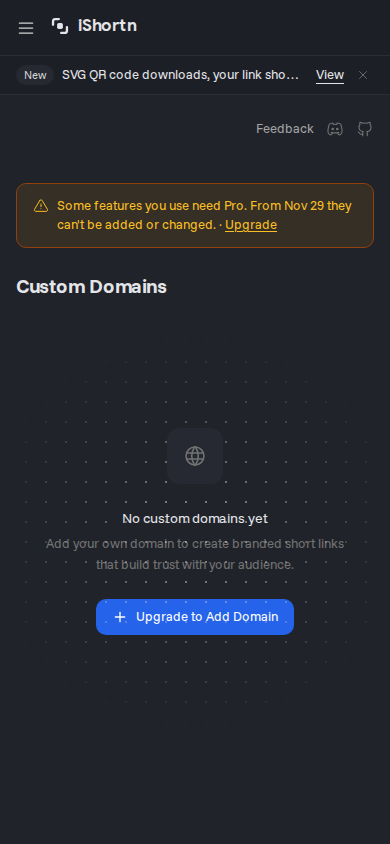 IShortn
New SVG QR code downloads, your link sho... View
Feedback
Some features you use need Pro. From Nov 29 they
can't be added or changed. · Upgrade
Custom Domains
No custom domains yet
Add your own domain to create branded short links
that build trust with your audience.
Upgrade to Add Domain